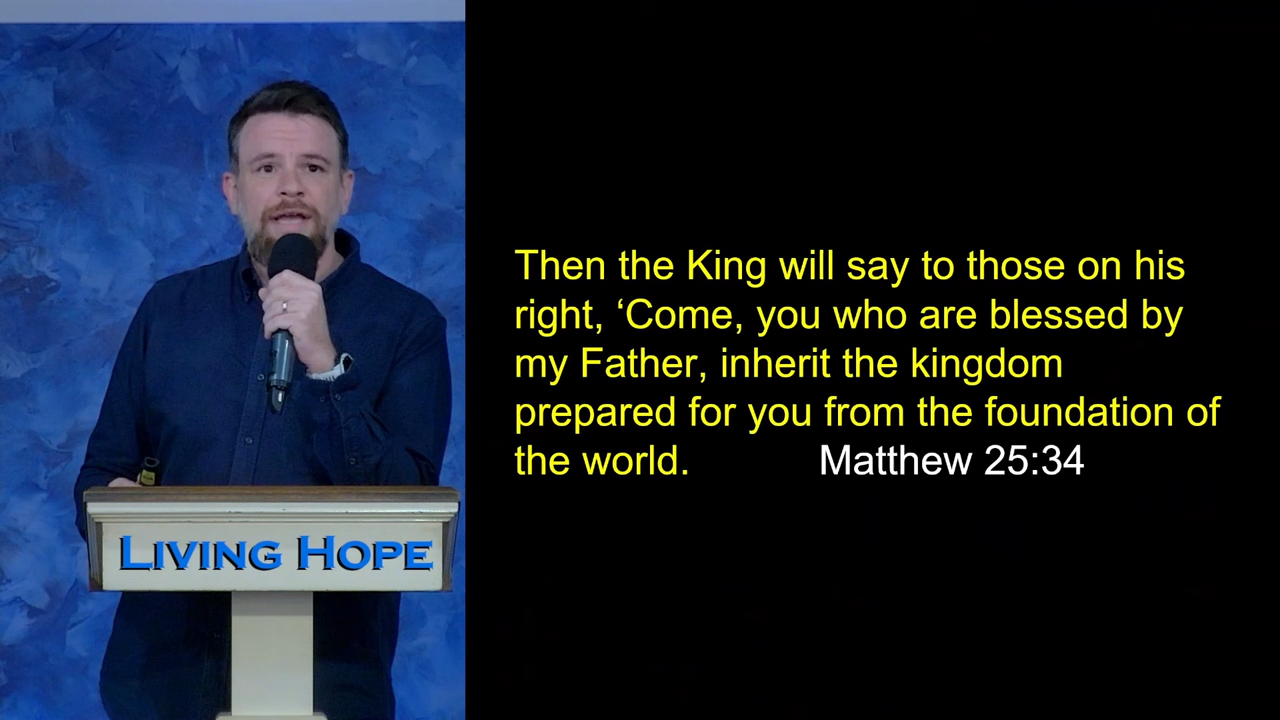 Then the King will say to those on his
right, ‘Come, you who are blessed by
my Father, inherit the kingdom
prepared for you from the foundation of
the world. Matthew 25:34
LIVING HOPE